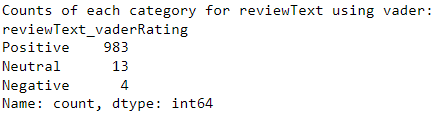 Counts of each category for reviewText using vader:
reviewText_vaderRating
Positive    983
Neutral      13
Negative      4
Name: count, dtype: int64